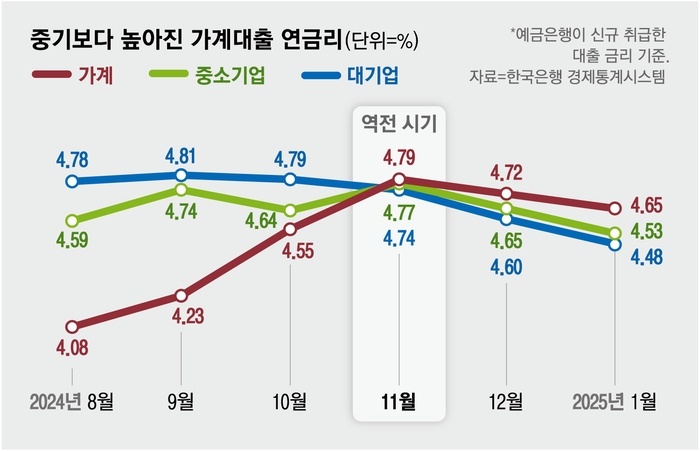 중기보다 높아진 가계대출 연금리(단위=%)
*예금은행이 신규 취급한
대출 금리 기준.
자료=한국은행 경제통계시스템
가계 중소기업 대기업
역전 시기
4.78 4.81 4.79 4.79 4.72 4.65
4.59 4.74 4.64 4.77 4.65 4.53
4.08 4.23 4.55 4.74 4.60 4.48
2024년 8월 9월 10월 11월 12월 2025년 1월